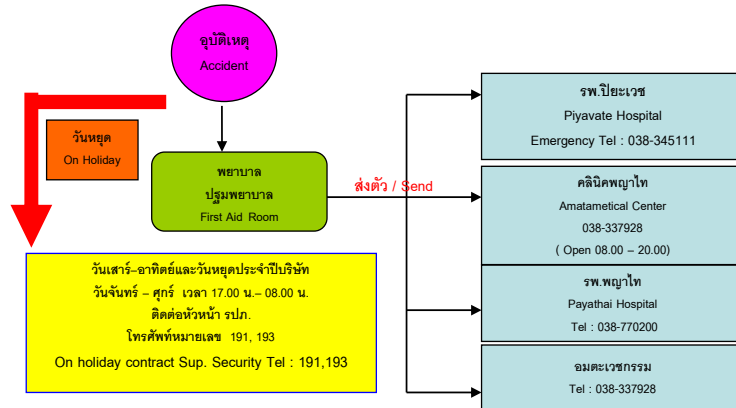 อุบัติเหตุ
Accident
วันหยุด
On Holiday
พยาบาล
ปฐมพยาบาล
First Aid Room
ส่งตัว / Send
รพ.ปิยะเวช
Piyavate Hospital
Emergency Tel : 038-345111
คลินิคพญาไท
Amatametical Center
038-337928
( Open 08.00 – 20.00)
รพ.พญาไท
Payathai Hospital
Tel : 038-770200
อมตะเวชกรรม
Tel : 038-337928
วันเสาร์-อาทิตย์และวันหยุดประจำปีบริษัท
วันจันทร์ – ศุกร์ เวลา 17.00 น.– 08.00 น.
ติดต่อหัวหน้า รปภ.
โทรศัพท์หมายเลข 191, 193
On holiday contract Sup. Security Tel : 191,193